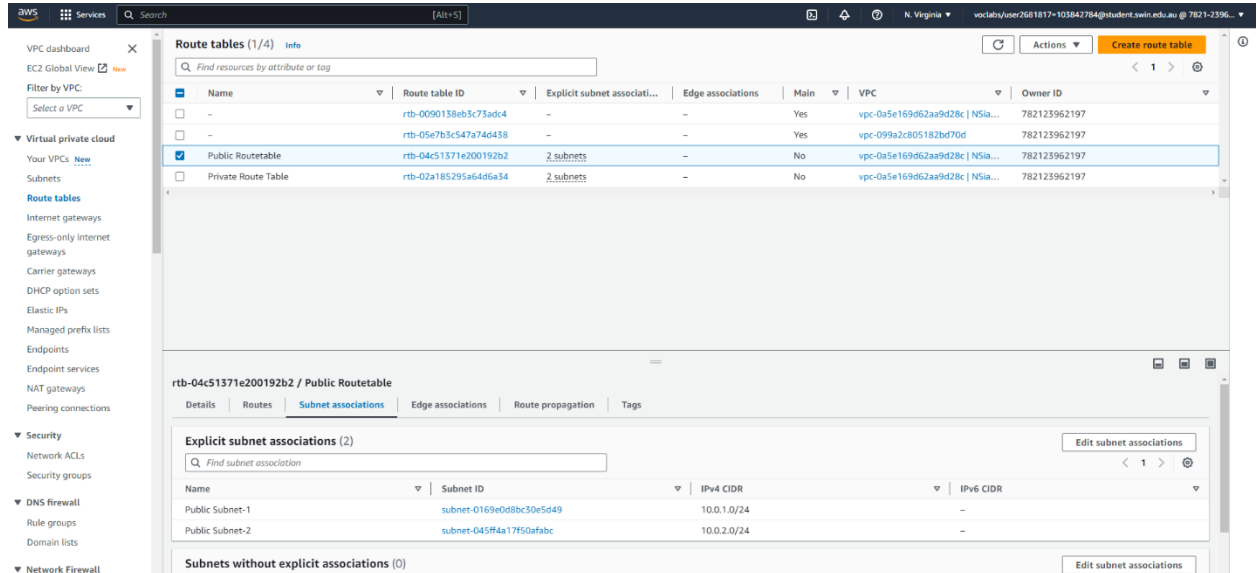 aws Services Search [Alt+S] N. Virginia voclabs/user2681817=103842784@student.swin.edu.au @ 7821-2396...
VPC dashboard
EC2 Global View New
Filter by VPC:
Select a VPC
Virtual private cloud
Your VPCs New
Subnets
Route tables
Internet gateways
Egress-only internet
gateways
Carrier gateways
DHCP option sets
Elastic IPs
Managed prefix lists
Endpoints
Endpoint services
NAT gateways
Peering connections
Security
Network ACLs
Security groups
DNS firewall
Rule groups
Domain lists
Network Firewall
Route tables (1/4) Info Actions Create route table
Find resources by attribute or tag 1
Name Route table ID Explicit subnet associati... Edge associations Main VPC Owner ID
– rtb-0090138eb3c73adc4 – – Yes vpc-0a5e169d62aa9d28c | NSia... 782123962197
– rtb-05e7b3c547a74d438 – – Yes vpc-099a2c805182bd70d 782123962197
Public Routetable rtb-04c51371e200192b2 2 subnets – No vpc-0a5e169d62aa9d28c | NSia... 782123962197
Private Route Table rtb-02a185295a64d6a34 2 subnets – No vpc-0a5e169d62aa9d28c | NSia... 782123962197
rtb-04c51371e200192b2 / Public Routetable
Details Routes Subnet associations Edge associations Route propagation Tags
Explicit subnet associations (2) Edit subnet associations
Find subnet association 1
Name Subnet ID IPv4 CIDR IPv6 CIDR
Public Subnet-1 subnet-0169e0d8bc30e5d49 10.0.1.0/24 –
Public Subnet-2 subnet-045ff4a17f50afabc 10.0.2.0/24 –
Subnets without explicit associations (0) Edit subnet associations